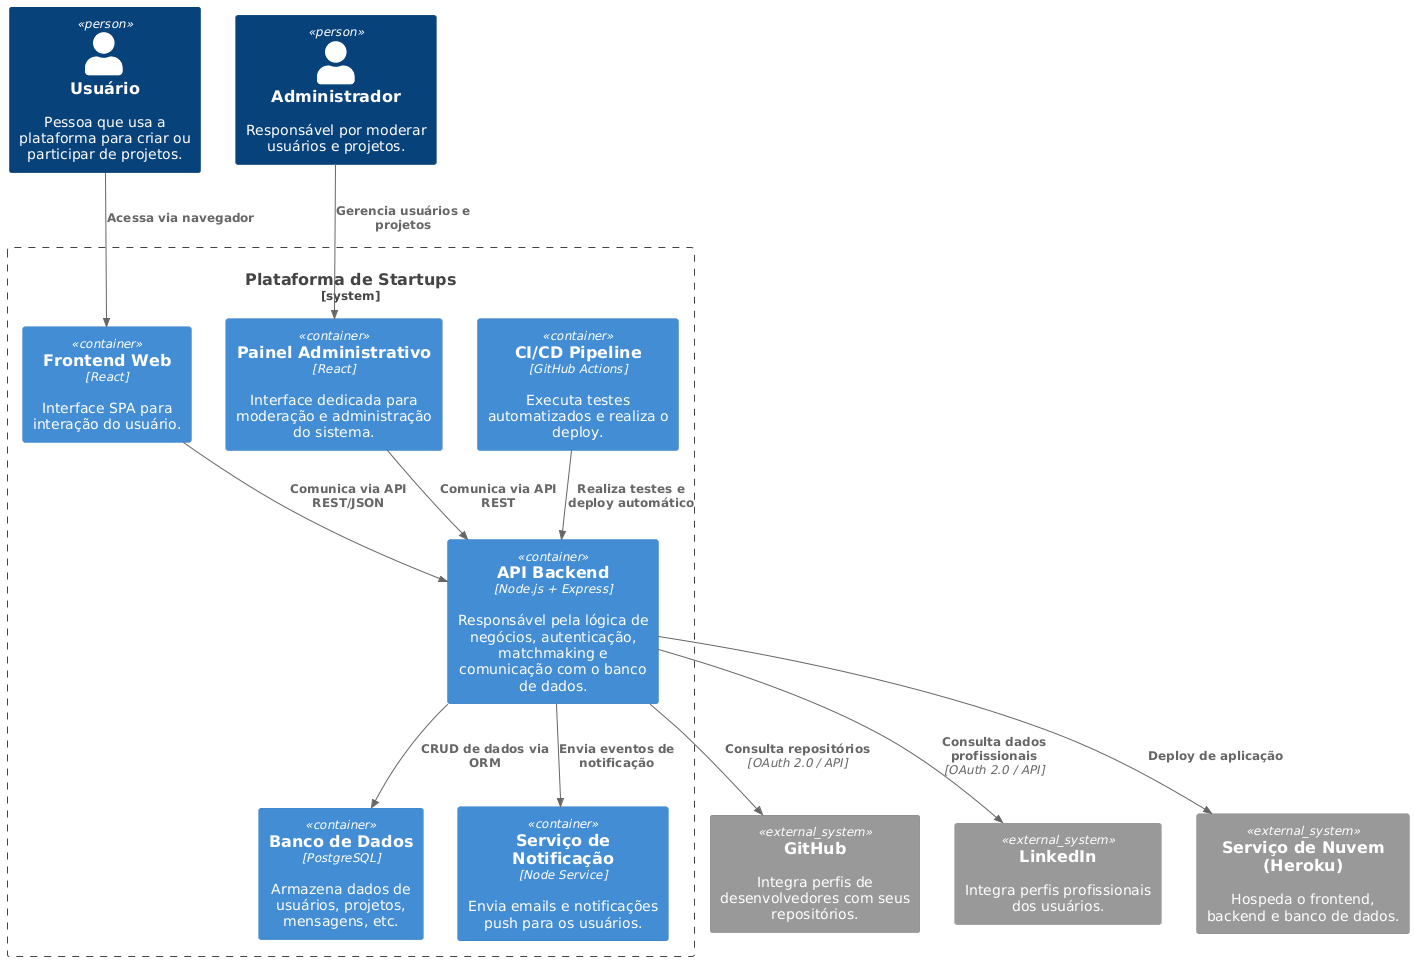 «person»
Usuário
Pessoa que usa a
plataforma para criar ou
participar de projetos.
«person»
Administrador
Responsável por moderar
usuários e projetos.
Acessa via navegador
Gerencia usuários e
projetos
Plataforma de Startups
[system]
«container»
Frontend Web
[React]
Interface SPA para
interação do usuário.
«container»
Painel Administrativo
[React]
Interface dedicada para
moderação e administração
do sistema.
«container»
CI/CD Pipeline
[GitHub Actions]
Executa testes
automatizados e realiza o
deploy.
Comunica via API
REST/JSON
Comunica via API
REST
Realiza testes e
deploy automático
«container»
API Backend
[Node.js + Express]
Responsável pela lógica de
negócios, autenticação,
matchmaking e
comunicação com o banco
de dados.
CRUD de dados via
ORM
Envia eventos de
notificação
Consulta repositórios
[OAuth 2.0 / API]
Consulta dados
profissionais
[OAuth 2.0 / API]
Deploy de aplicação
«container»
Banco de Dados
[PostgreSQL]
Armazena dados de
usuários, projetos,
mensagens, etc.
«container»
Serviço de
Notificação
[Node Service]
Envia emails e notificações
push para os usuários.
«external_system»
GitHub
Integra perfis de
desenvolvedores com seus
repositórios.
«external_system»
LinkedIn
Integra perfis profissionais
dos usuários.
«external_system»
Serviço de Nuvem
(Heroku)
Hospeda o frontend,
backend e banco de dados.